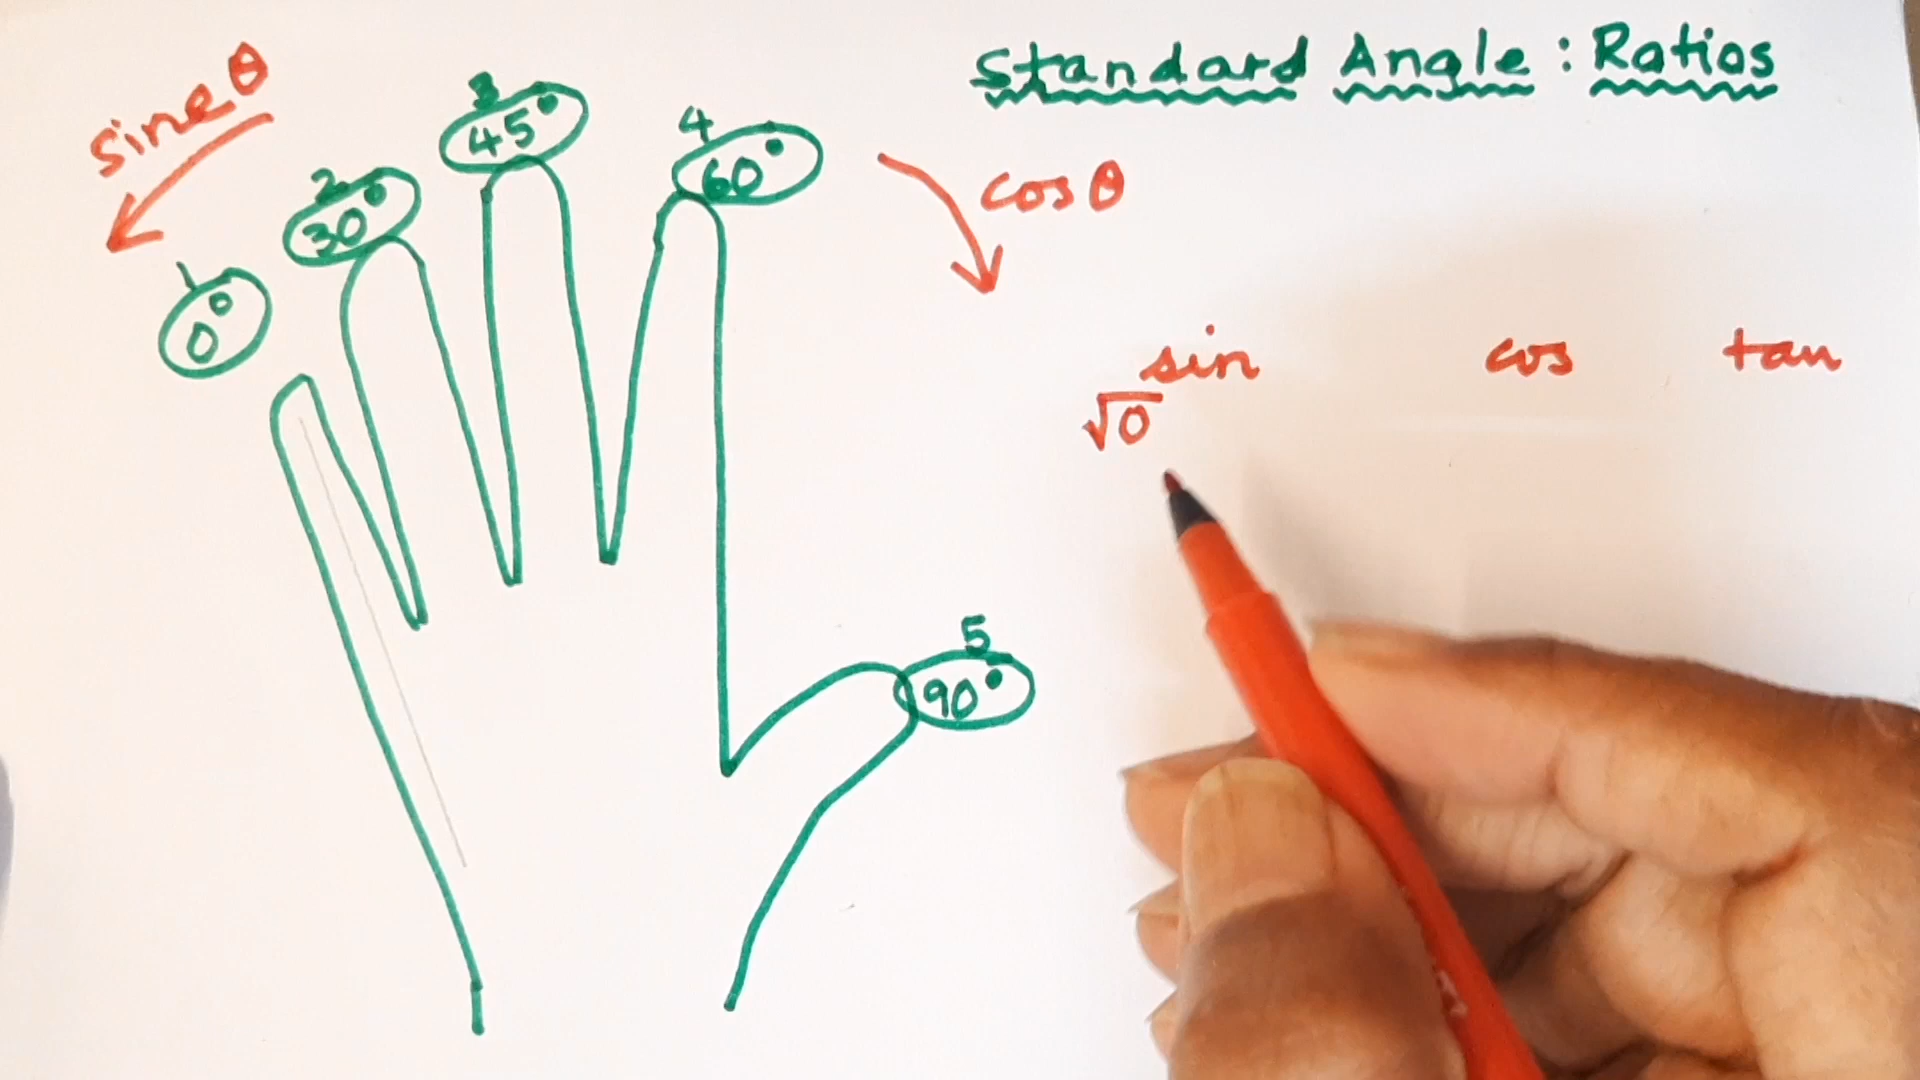 Standard Angle : Ratios
sine θ
cos θ
1
0°
2
30°
3
45°
4
60°
5
90°
sin cos tan
√0